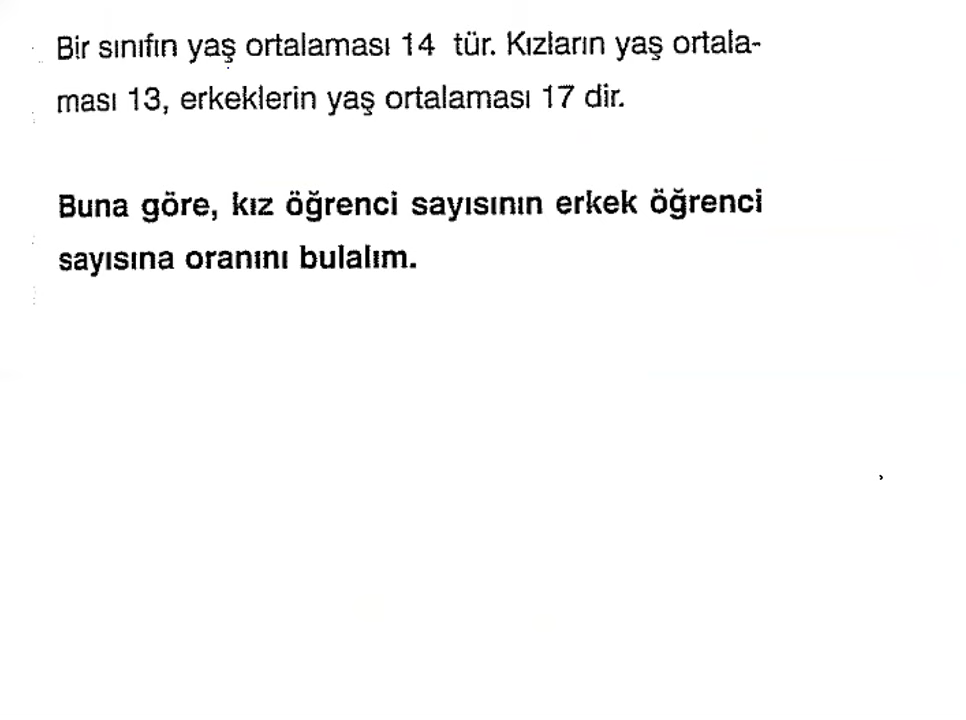 Bir sınıfın yaş ortalaması 14 tür. Kızların yaş ortala-
ması 13, erkeklerin yaş ortalaması 17 dir.
Buna göre, kız öğrenci sayısının erkek öğrenci
sayısına oranını bulalım.